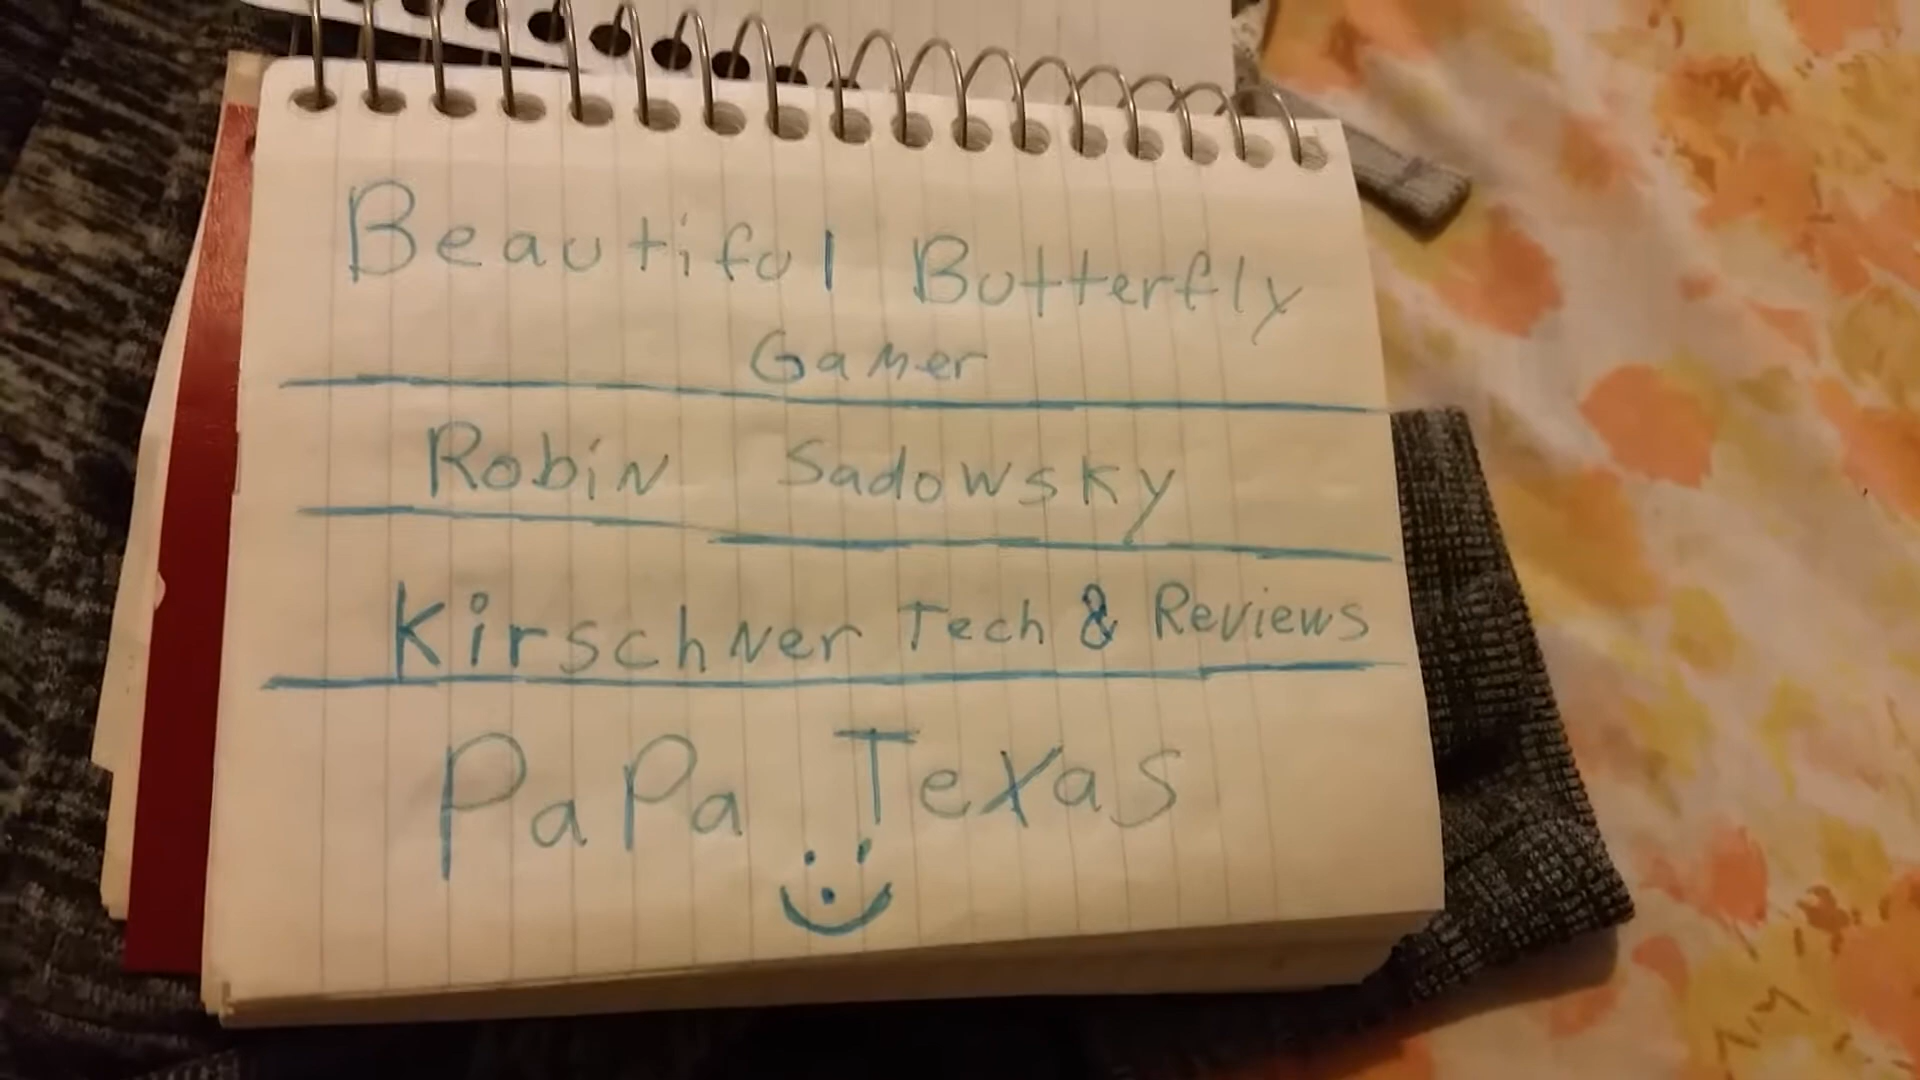 Beautiful Butterfly
Gamer
Robin Sadowsky
Kirschner Tech & Reviews
PaPa Texas